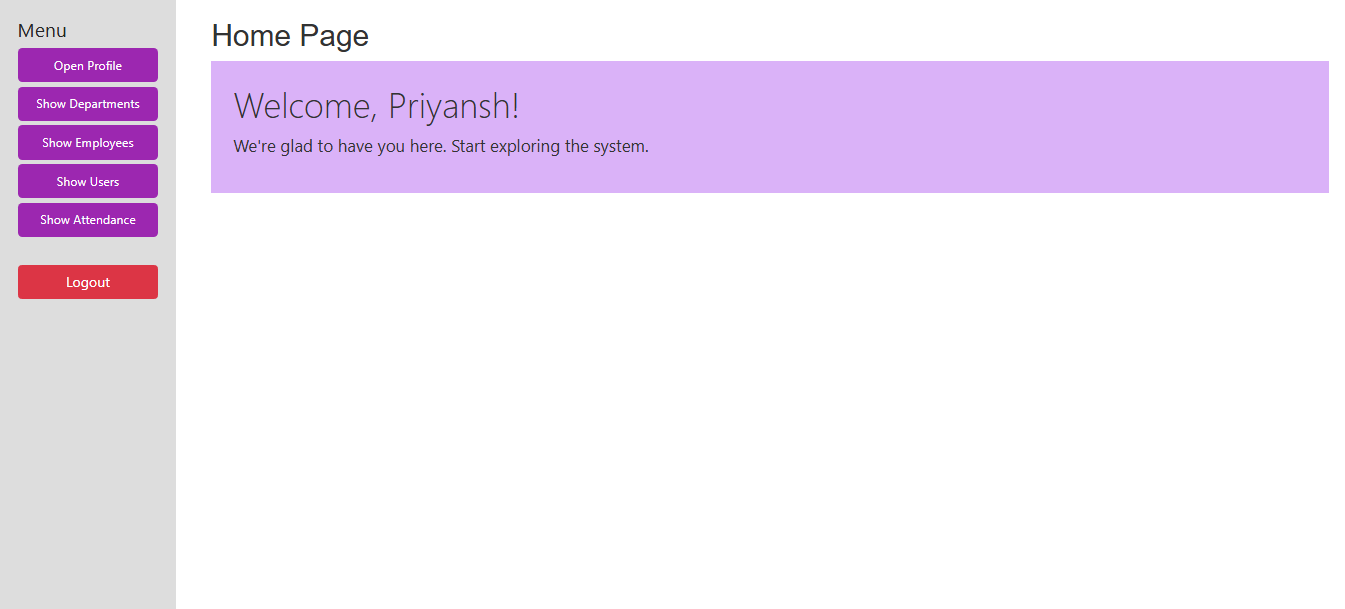 Menu
Open Profile
Show Departments
Show Employees
Show Users
Show Attendance
Logout
Home Page
Welcome, Priyansh!
We're glad to have you here. Start exploring the system.